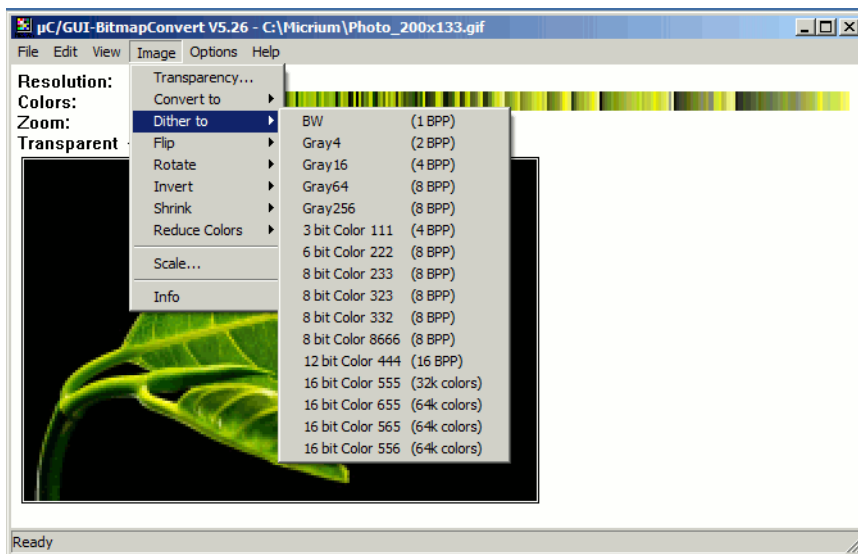 µC/GUI-BitmapConvert V5.26 - C:\Micrium\Photo_200x133.gif
File Edit View Image Options Help
Resolution:
Colors:
Zoom:
Transparent
Transparency...
Convert to
Dither to
Flip
Rotate
Invert
Shrink
Reduce Colors
Scale...
Info
BW (1 BPP)
Gray4 (2 BPP)
Gray16 (4 BPP)
Gray64 (8 BPP)
Gray256 (8 BPP)
3 bit Color 111 (4 BPP)
6 bit Color 222 (8 BPP)
8 bit Color 233 (8 BPP)
8 bit Color 323 (8 BPP)
8 bit Color 332 (8 BPP)
8 bit Color 8666 (8 BPP)
12 bit Color 444 (16 BPP)
16 bit Color 555 (32k colors)
16 bit Color 655 (64k colors)
16 bit Color 565 (64k colors)
16 bit Color 556 (64k colors)
Ready